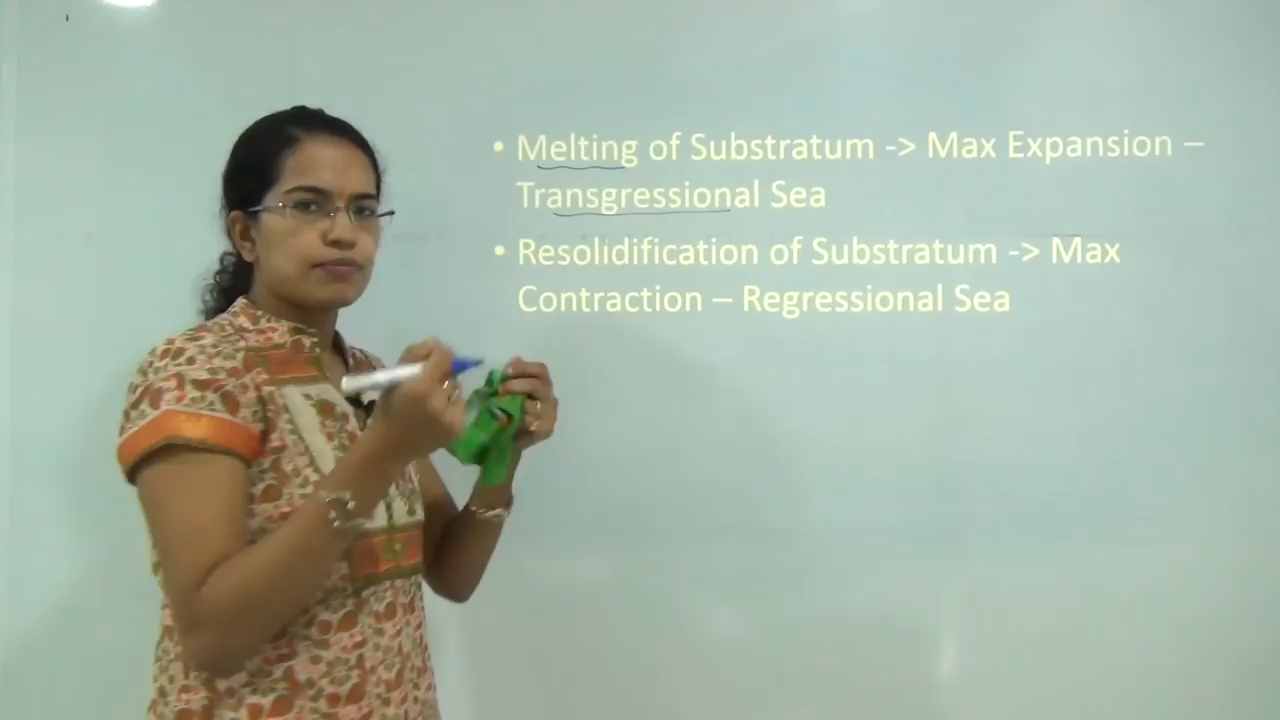 • Melting of Substratum -> Max Expansion –
Transgressional Sea
• Resolidification of Substratum -> Max
Contraction – Regressional Sea